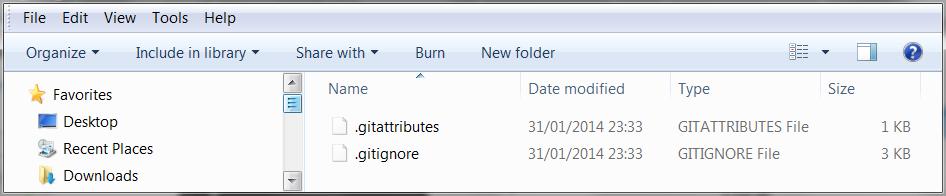 File Edit View Tools Help
Organize Include in library Share with Burn New folder
Favorites
Desktop
Recent Places
Downloads
Name Date modified Type Size
.gitattributes 31/01/2014 23:33 GITATTRIBUTES File 1 KB
.gitignore 31/01/2014 23:33 GITIGNORE File 3 KB